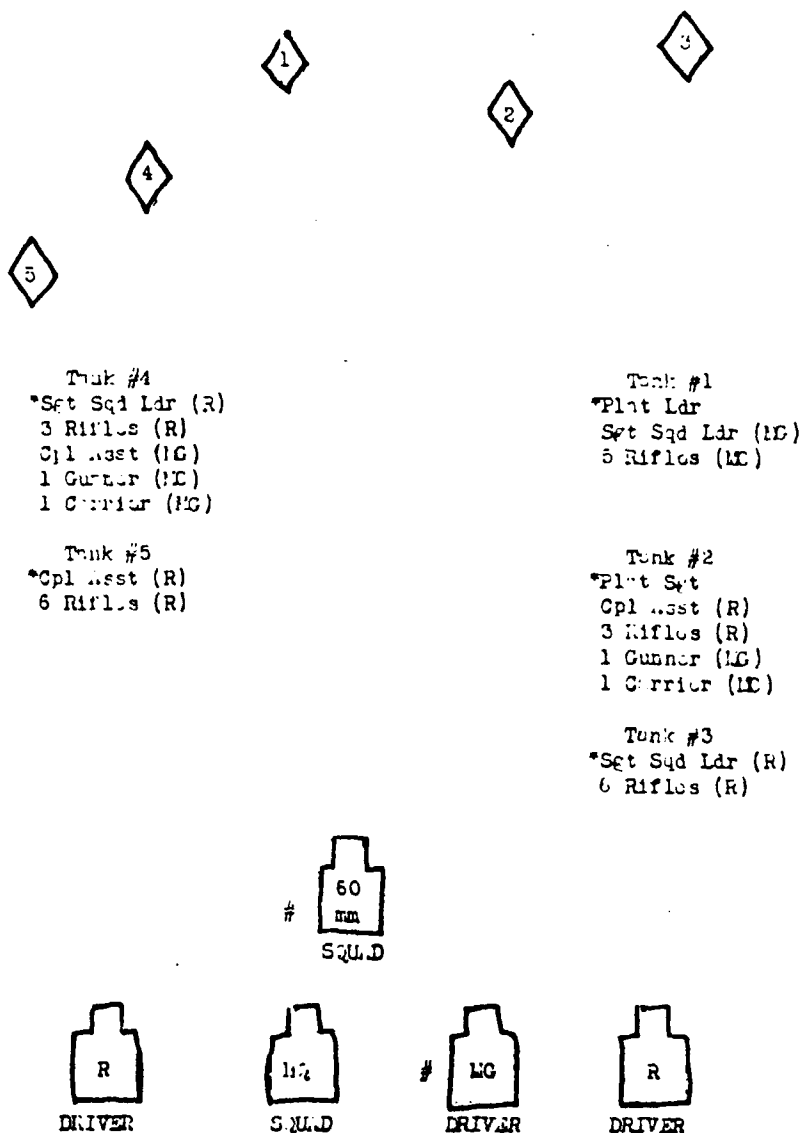 1
3
2
4
5
Tank #4
*Sgt Sqd Ldr (R)
3 Rifles (R)
Cpl Asst (MG)
1 Gunner (MG)
1 Carrier (MG)
Tank #5
*Cpl Asst (R)
6 Rifles (R)
Tank #1
*Plat Ldr
Sgt Sqd Ldr (MG)
5 Rifles (MG)
Tank #2
*Plat Sgt
Cpl Asst (R)
3 Rifles (R)
1 Gunner (MG)
1 Carrier (MG)
Tank #3
*Sgt Sqd Ldr (R)
6 Rifles (R)
#
60
mm
SQUAD
R
DRIVER
SQUAD
#
MG
DRIVER
R
DRIVER